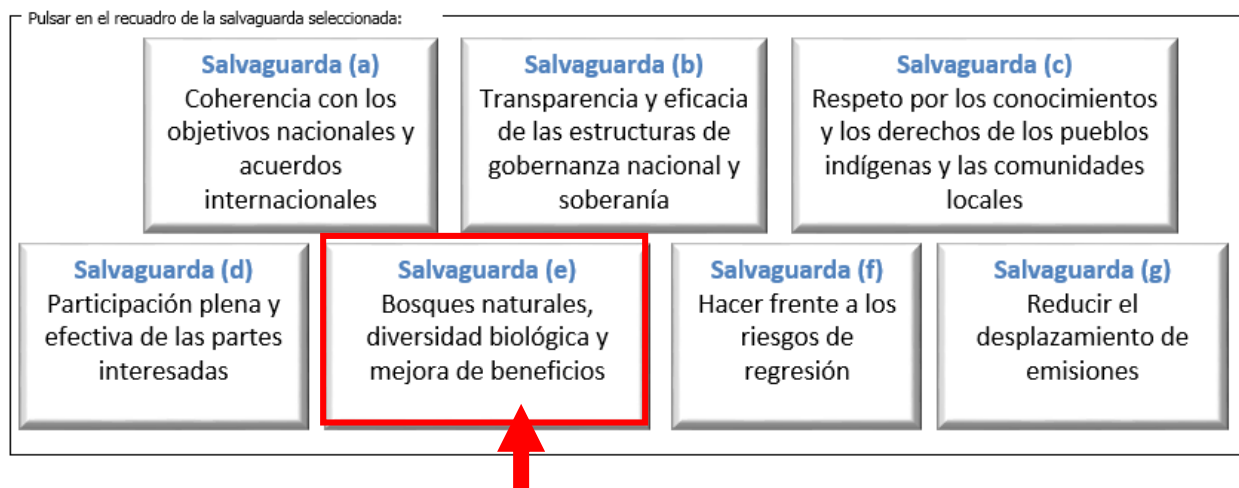 Pulsar en el recuadro de la salvaguarda seleccionada:
Salvaguarda (a)
Coherencia con los
objetivos nacionales y
acuerdos
internacionales
Salvaguarda (b)
Transparencia y eficacia
de las estructuras de
gobernanza nacional y
soberanía
Salvaguarda (c)
Respeto por los conocimientos
y los derechos de los pueblos
indígenas y las comunidades
locales
Salvaguarda (d)
Participación plena y
efectiva de las partes
interesadas
Salvaguarda (e)
Bosques naturales,
diversidad biológica y
mejora de beneficios
Salvaguarda (f)
Hacer frente a los
riesgos de
regresión
Salvaguarda (g)
Reducir el
desplazamiento de
emisiones